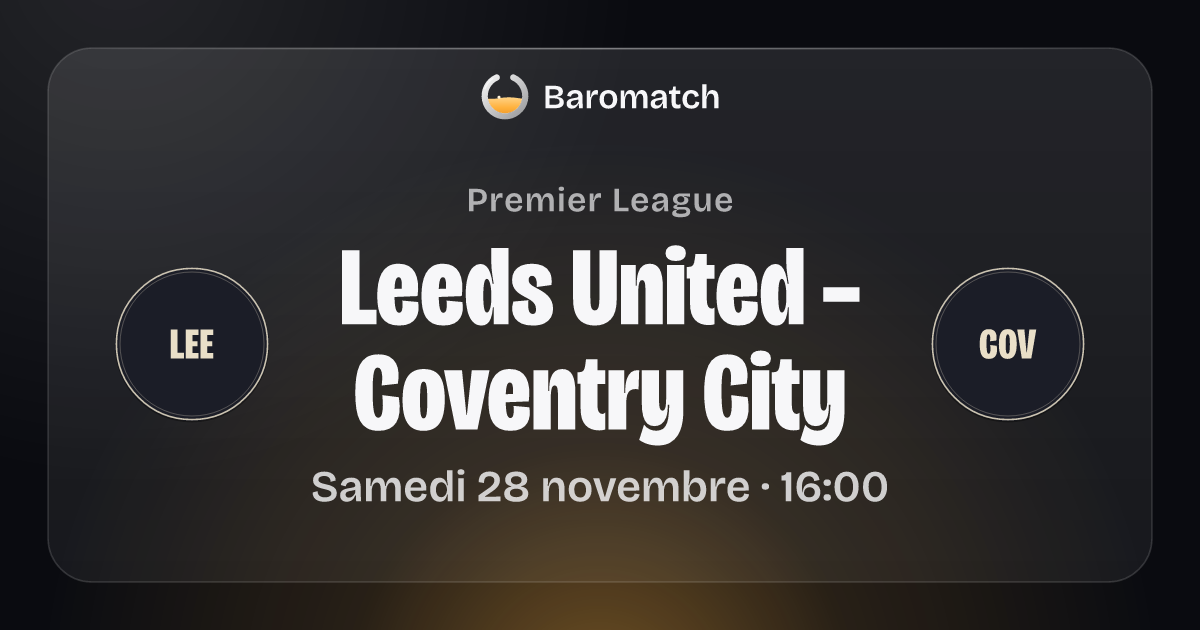 Baromatch
Premier League
Leeds United –
Coventry City
LEE
COV
Samedi 28 novembre · 16:00